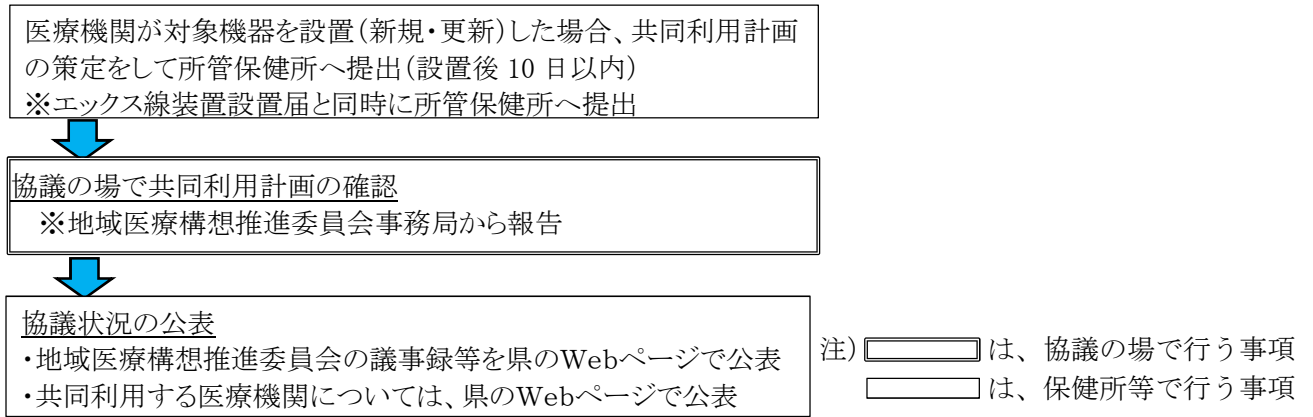 医療機関が対象機器を設置（新規・更新）した場合、共同利用計画
の策定をして所管保健所へ提出（設置後 10 日以内）
※エックス線装置設置届と同時に所管保健所へ提出
協議の場で共同利用計画の確認
※地域医療構想推進委員会事務局から報告
協議状況の公表
・地域医療構想推進委員会の議事録等を県のWebページで公表
・共同利用する医療機関については、県のWebページで公表
注）は、協議の場で行う事項
は、保健所等で行う事項